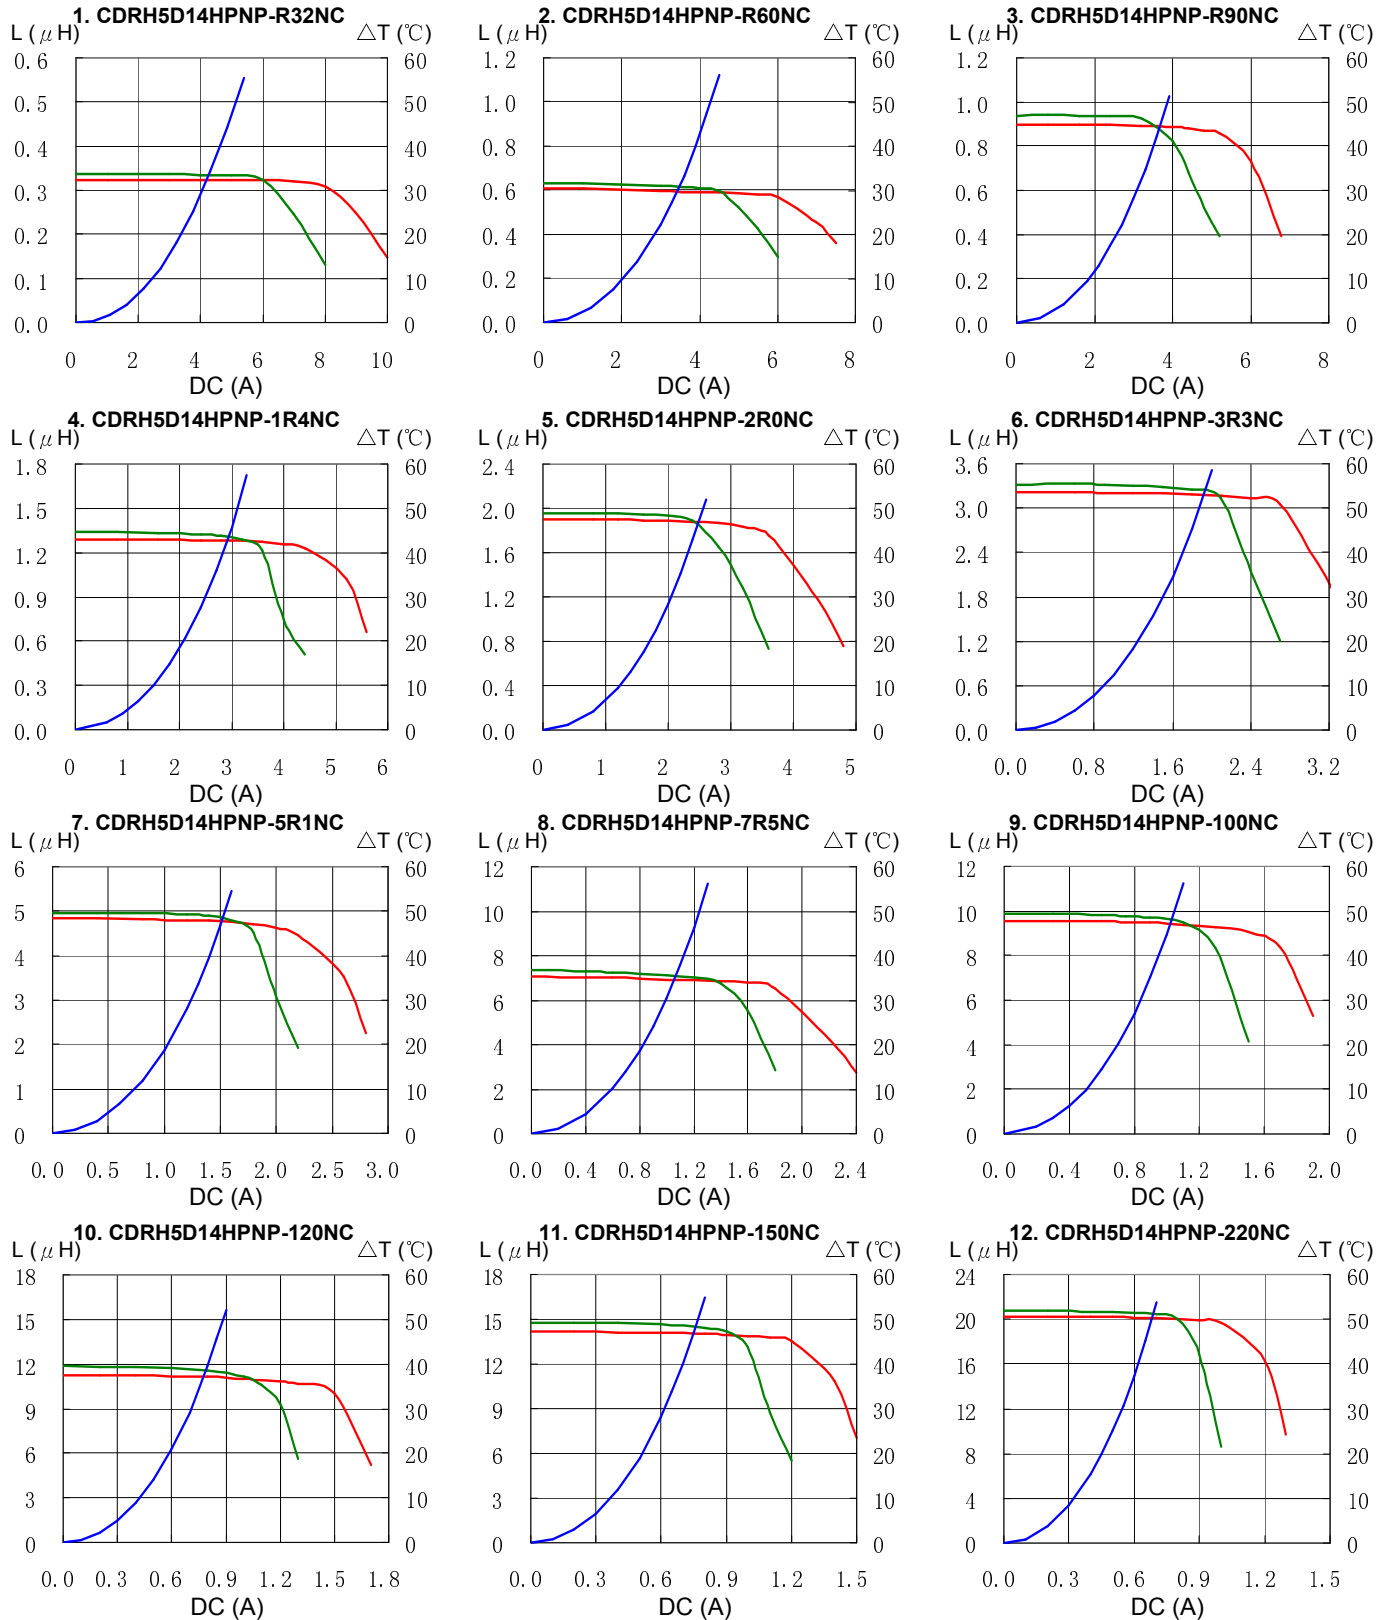 1. CDRH5D14HPNP-R32NC
L (μH) △T (℃)
0.6 60
0.5 50
0.4 40
0.3 30
0.2 20
0.1 10
0.0 0
0 2 4 6 8 10
DC (A)
2. CDRH5D14HPNP-R60NC
L (μH) △T (℃)
1.2 60
1.0 50
0.8 40
0.6 30
0.4 20
0.2 10
0.0 0
0 2 4 6 8
DC (A)
3. CDRH5D14HPNP-R90NC
L (μH) △T (℃)
1.2 60
1.0 50
0.8 40
0.6 30
0.4 20
0.2 10
0.0 0
0 2 4 6 8
DC (A)
4. CDRH5D14HPNP-1R4NC
L (μH) △T (℃)
1.8 60
1.5 50
1.2 40
0.9 30
0.6 20
0.3 10
0.0 0
0 1 2 3 4 5 6
DC (A)
5. CDRH5D14HPNP-2R0NC
L (μH) △T (℃)
2.4 60
2.0 50
1.6 40
1.2 30
0.8 20
0.4 10
0.0 0
0 1 2 3 4 5
DC (A)
6. CDRH5D14HPNP-3R3NC
L (μH) △T (℃)
3.6 60
3.0 50
2.4 40
1.8 30
1.2 20
0.6 10
0.0 0
0.0 0.8 1.6 2.4 3.2
DC (A)
7. CDRH5D14HPNP-5R1NC
L (μH) △T (℃)
6 60
5 50
4 40
3 30
2 20
1 10
0 0
0.0 0.5 1.0 1.5 2.0 2.5 3.0
DC (A)
8. CDRH5D14HPNP-7R5NC
L (μH) △T (℃)
12 60
10 50
8 40
6 30
4 20
2 10
0 0
0.0 0.4 0.8 1.2 1.6 2.0 2.4
DC (A)
9. CDRH5D14HPNP-100NC
L (μH) △T (℃)
12 60
10 50
8 40
6 30
4 20
2 10
0 0
0.0 0.4 0.8 1.2 1.6 2.0
DC (A)
10. CDRH5D14HPNP-120NC
L (μH) △T (℃)
18 60
15 50
12 40
9 30
6 20
3 10
0 0
0.0 0.3 0.6 0.9 1.2 1.5 1.8
DC (A)
11. CDRH5D14HPNP-150NC
L (μH) △T (℃)
18 60
15 50
12 40
9 30
6 20
3 10
0 0
0.0 0.3 0.6 0.9 1.2 1.5
DC (A)
12. CDRH5D14HPNP-220NC
L (μH) △T (℃)
24 60
20 50
16 40
12 30
8 20
4 10
0 0
0.0 0.3 0.6 0.9 1.2 1.5
DC (A)